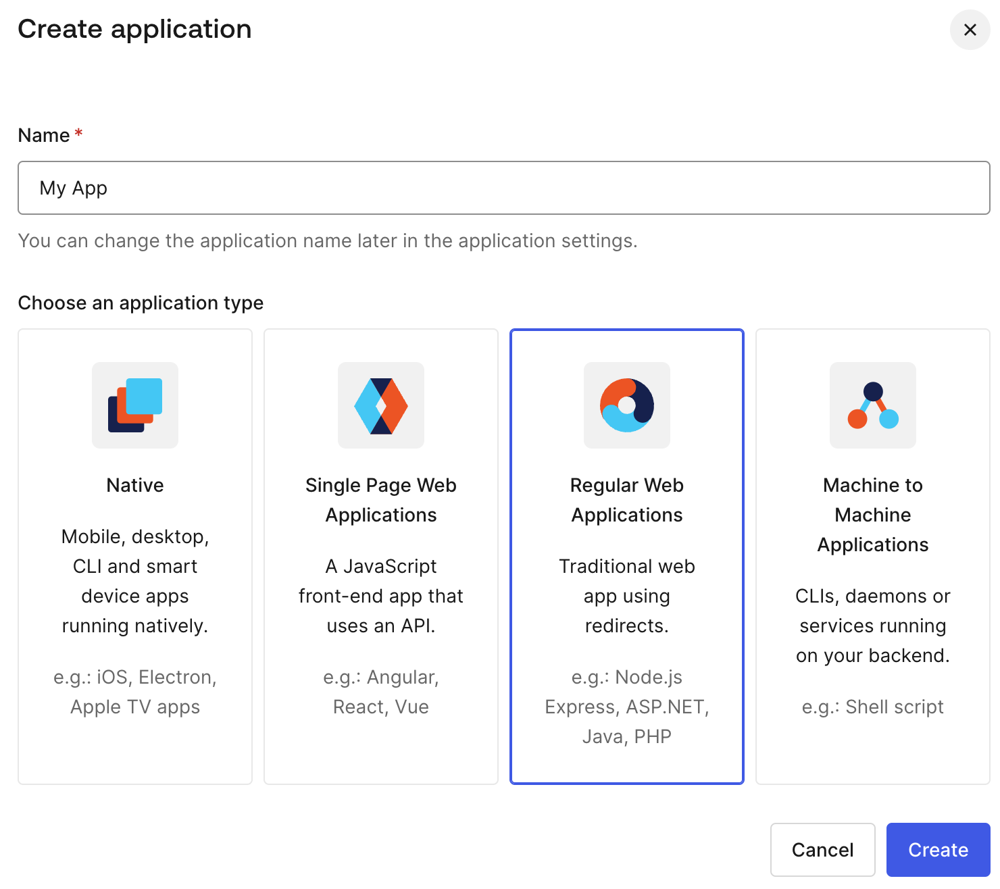 Create application
Name *
My App
You can change the application name later in the application settings.
Choose an application type
Native
Mobile, desktop,
CLI and smart
device apps
running natively.
e.g.: iOS, Electron,
Apple TV apps
Single Page Web
Applications
A JavaScript
front-end app that
uses an API.
e.g.: Angular,
React, Vue
Regular Web
Applications
Traditional web
app using
redirects.
e.g.: Node.js
Express, ASP.NET,
Java, PHP
Machine to
Machine
Applications
CLIs, daemons or
services running
on your backend.
e.g.: Shell script
Cancel
Create